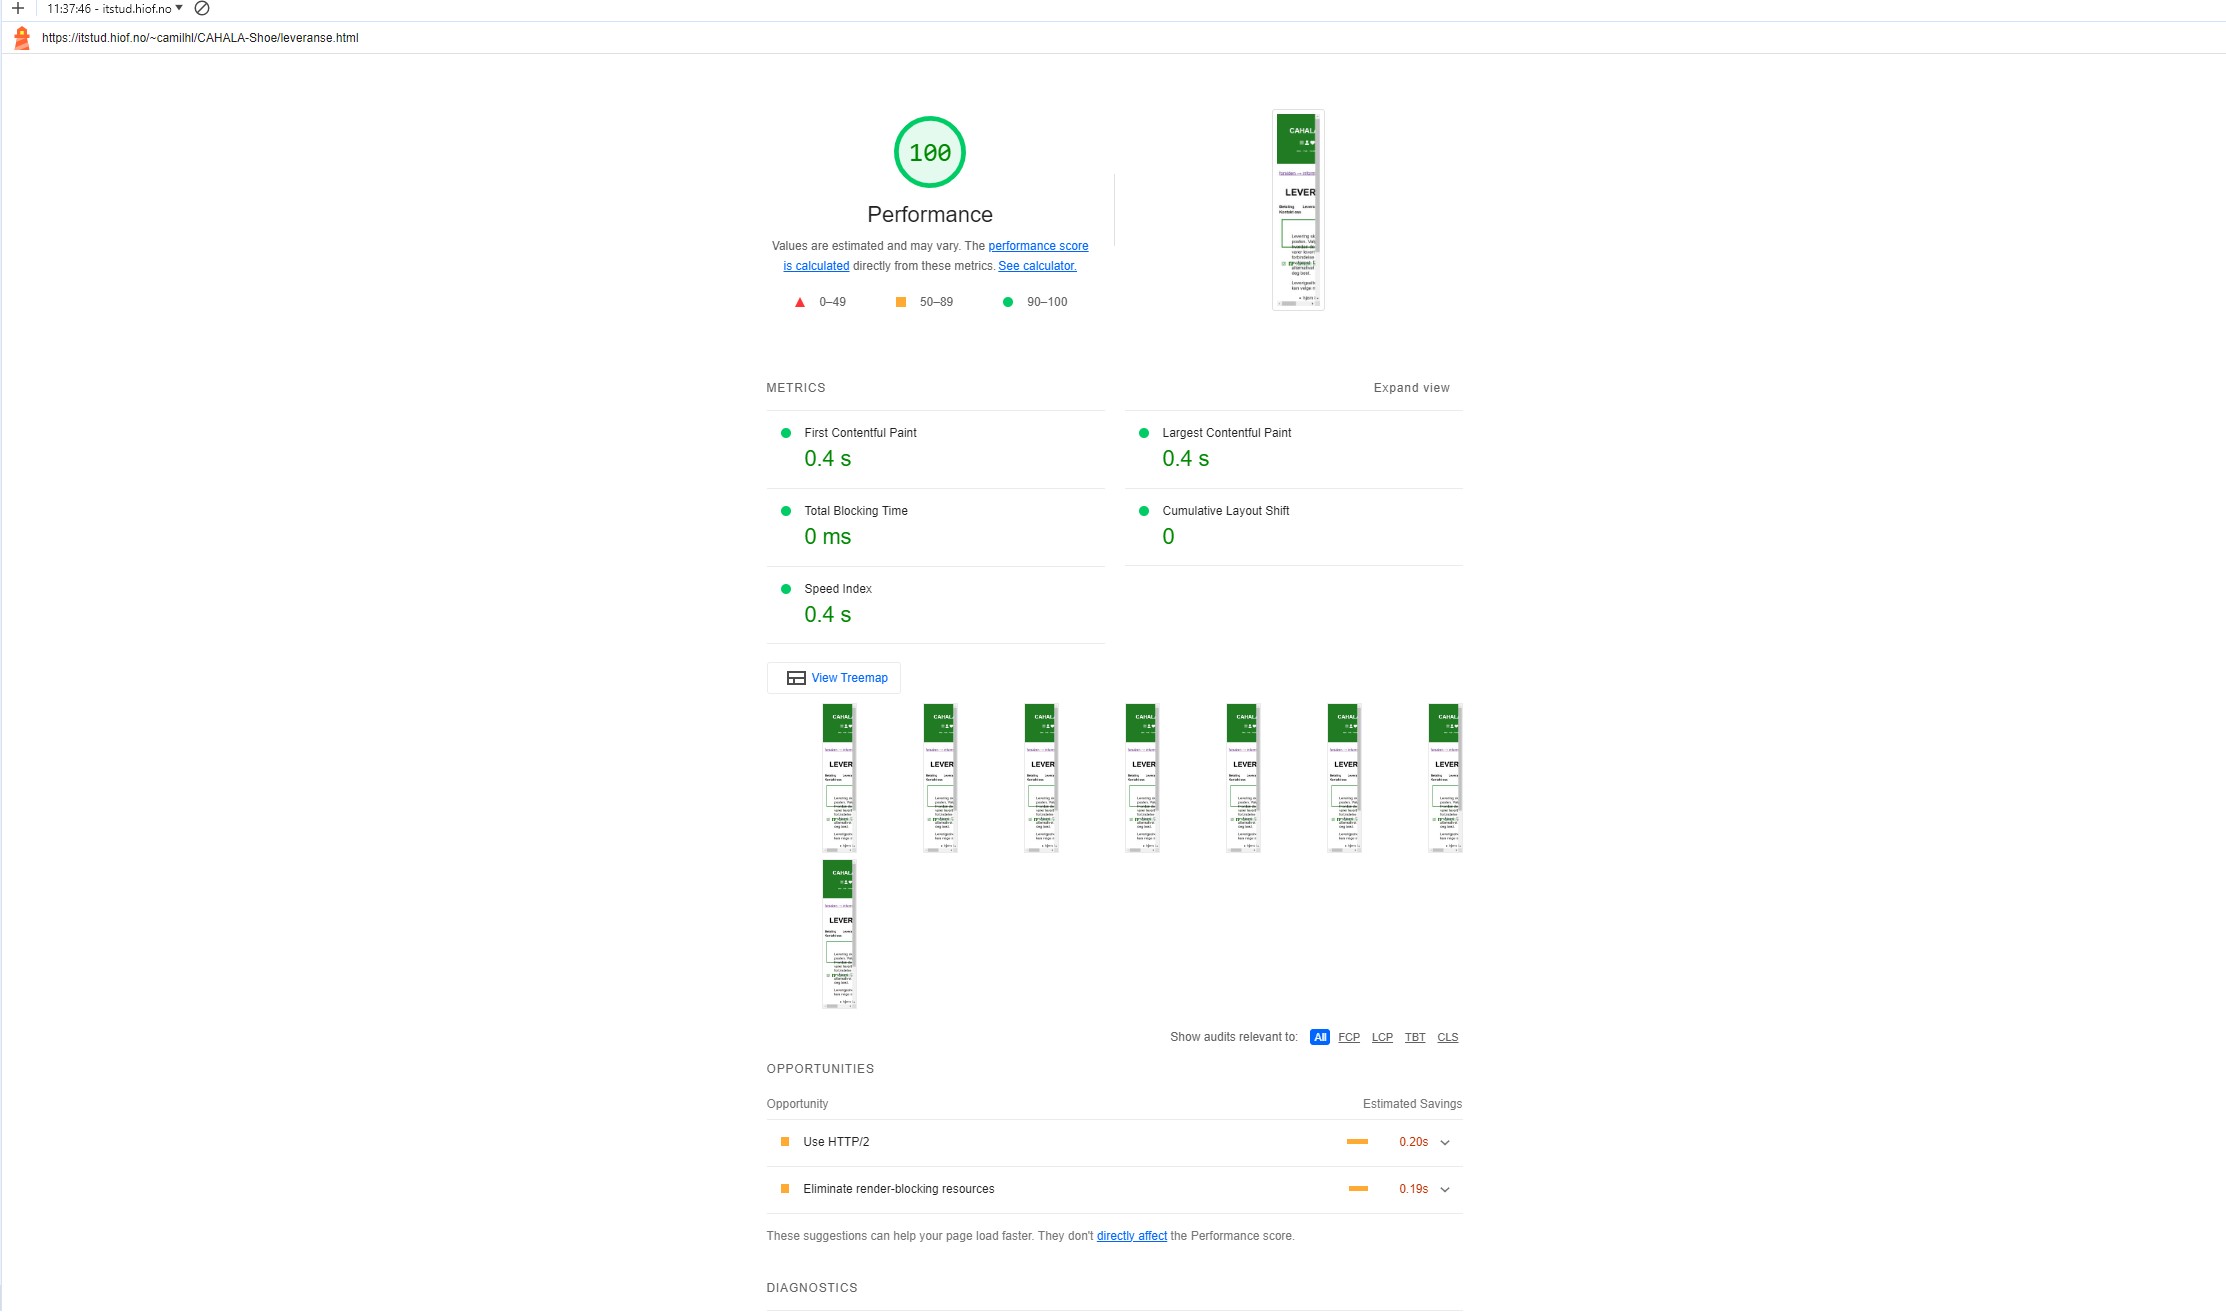 11:37:46 - itstud.hiof.no
https://itstud.hiof.no/~camilhl/CAHALA-Shoe/leveranse.html
100
Performance
Values are estimated and may vary. The performance score
is calculated directly from these metrics. See calculator.
0–49 50–89 90–100
CAHAL
LEVER
METRICS Expand view
First Contentful Paint Largest Contentful Paint
0.4 s 0.4 s
Total Blocking Time Cumulative Layout Shift
0 ms 0
Speed Index
0.4 s
View Treemap
CAHAL CAHAL CAHAL CAHAL CAHAL CAHAL CAHAL
LEVER LEVER LEVER LEVER LEVER LEVER LEVER
CAHAL
LEVER
Show audits relevant to: All FCP LCP TBT CLS
OPPORTUNITIES
Opportunity Estimated Savings
Use HTTP/2 0.20s
Eliminate render-blocking resources 0.19s
These suggestions can help your page load faster. They don't directly affect the Performance score.
DIAGNOSTICS